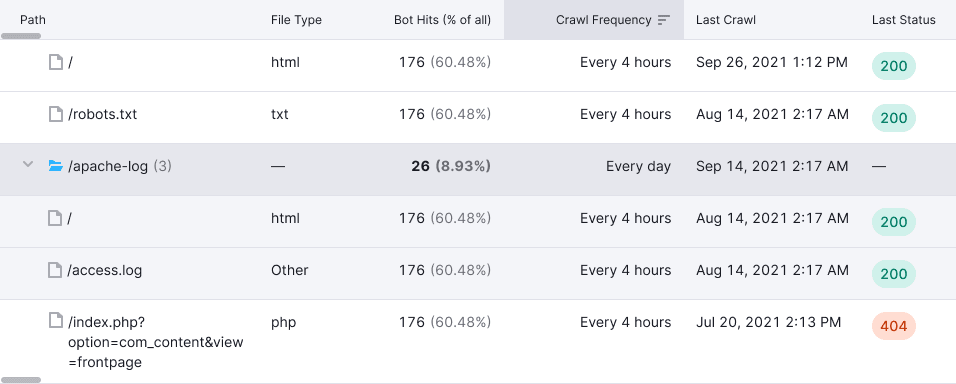 Path File Type Bot Hits (% of all) Crawl Frequency Last Crawl Last Status
/ html 176 (60.48%) Every 4 hours Sep 26, 2021 1:12 PM 200
/robots.txt txt 176 (60.48%) Every 4 hours Aug 14, 2021 2:17 AM 200
/apache-log (3) — 26 (8.93%) Every day Sep 14, 2021 2:17 AM —
/ html 176 (60.48%) Every 4 hours Aug 14, 2021 2:17 AM 200
/access.log Other 176 (60.48%) Every 4 hours Aug 14, 2021 2:17 AM 200
/index.php? php 176 (60.48%) Every 4 hours Jul 20, 2021 2:13 PM 404
option=com_content&view
=frontpage